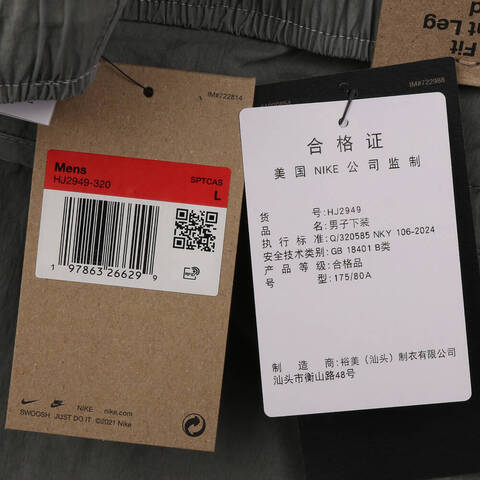 Fit
nt Leg
IM#722814
IM#722988
Mens
HJ2949-320
SPTCAS
L
1 97863 26629 9
NIKE nike.com
SWOOSH JUST DO IT ©2021 Nike
合格证
美国 NIKE 公司监制
货 号:HJ2949
品 名:男子下装
执行标准:Q/320585 NKY 106-2024
安全技术类别:GB 18401 B类
产品等级:合格品
号 型:175/80A
制造商:裕美(汕头)制衣有限公司
汕头市衡山路48号